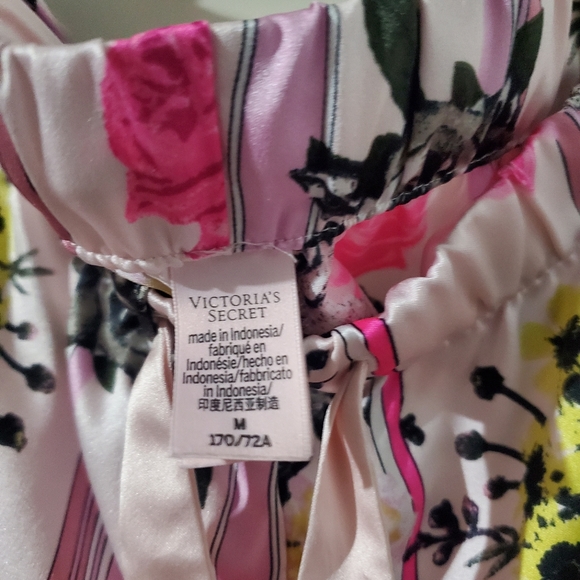 VICTORIA'S
SECRET
made in Indonesia/
fabriqué en
Indonésie/hecho en
Indonesia/fabbricato
in Indonesia/
印度尼西亚制造
M
170/72A